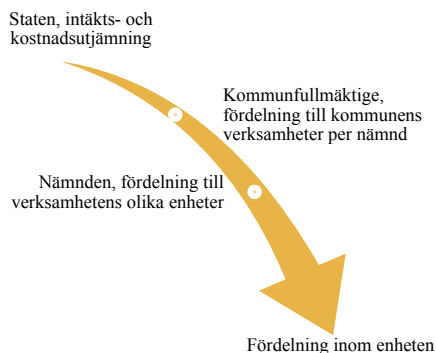 Staten, intäkts- och
kostnadsutjämning
Kommunfullmäktige,
fördelning till kommunens
verksamheter per nämnd
Nämnden, fördelning till
verksamhetens olika enheter
Fördelning inom enheten